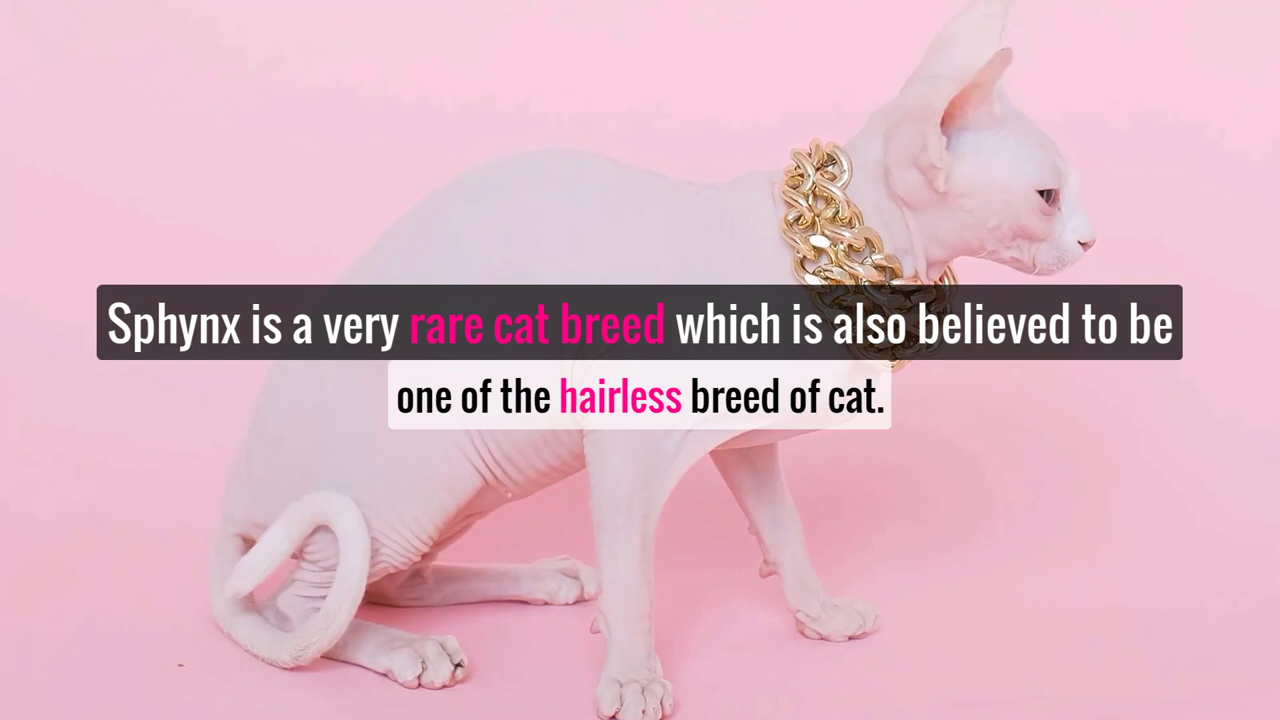 Sphynx is a very rare cat breed which is also believed to be
one of the hairless breed of cat.